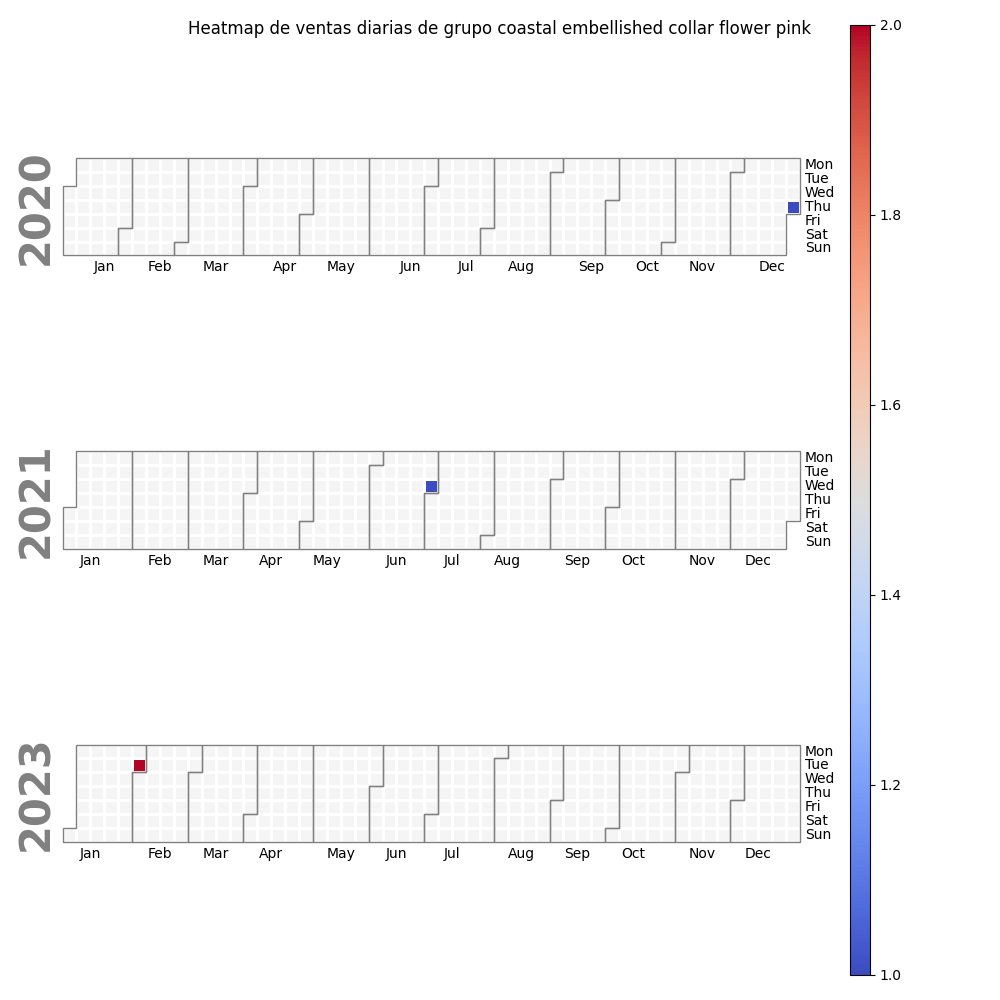 Heatmap de ventas diarias de grupo coastal embellished collar flower pink
2020
Mon
Tue
Wed
Thu
Fri
Sat
Sun
Jan Feb Mar Apr May Jun Jul Aug Sep Oct Nov Dec
2021
Mon
Tue
Wed
Thu
Fri
Sat
Sun
Jan Feb Mar Apr May Jun Jul Aug Sep Oct Nov Dec
2023
Mon
Tue
Wed
Thu
Fri
Sat
Sun
Jan Feb Mar Apr May Jun Jul Aug Sep Oct Nov Dec
2.0
1.8
1.6
1.4
1.2
1.0